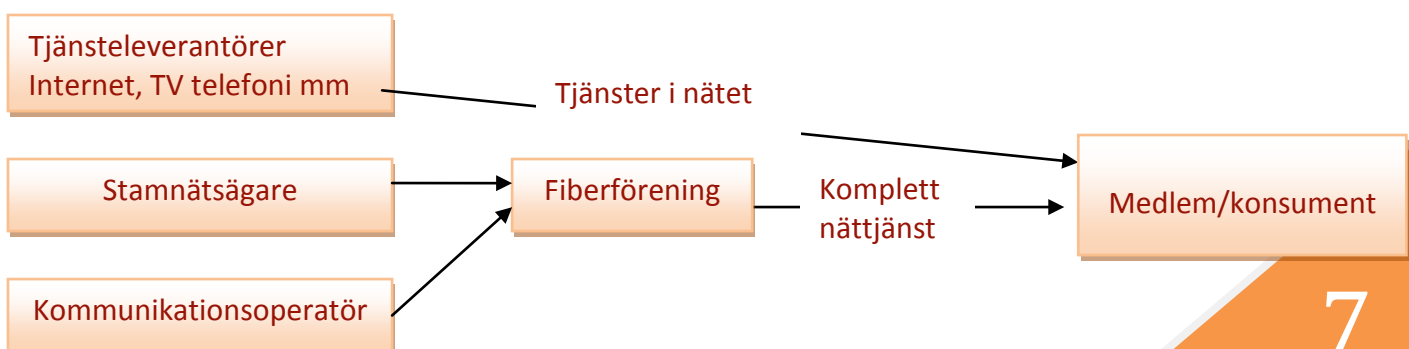 Tjänsteleverantörer
Internet, TV telefoni mm
Tjänster i nätet
Stamnätsägare
Fiberförening
Komplett
nättjänst
Medlem/konsument
Kommunikationsoperatör
7